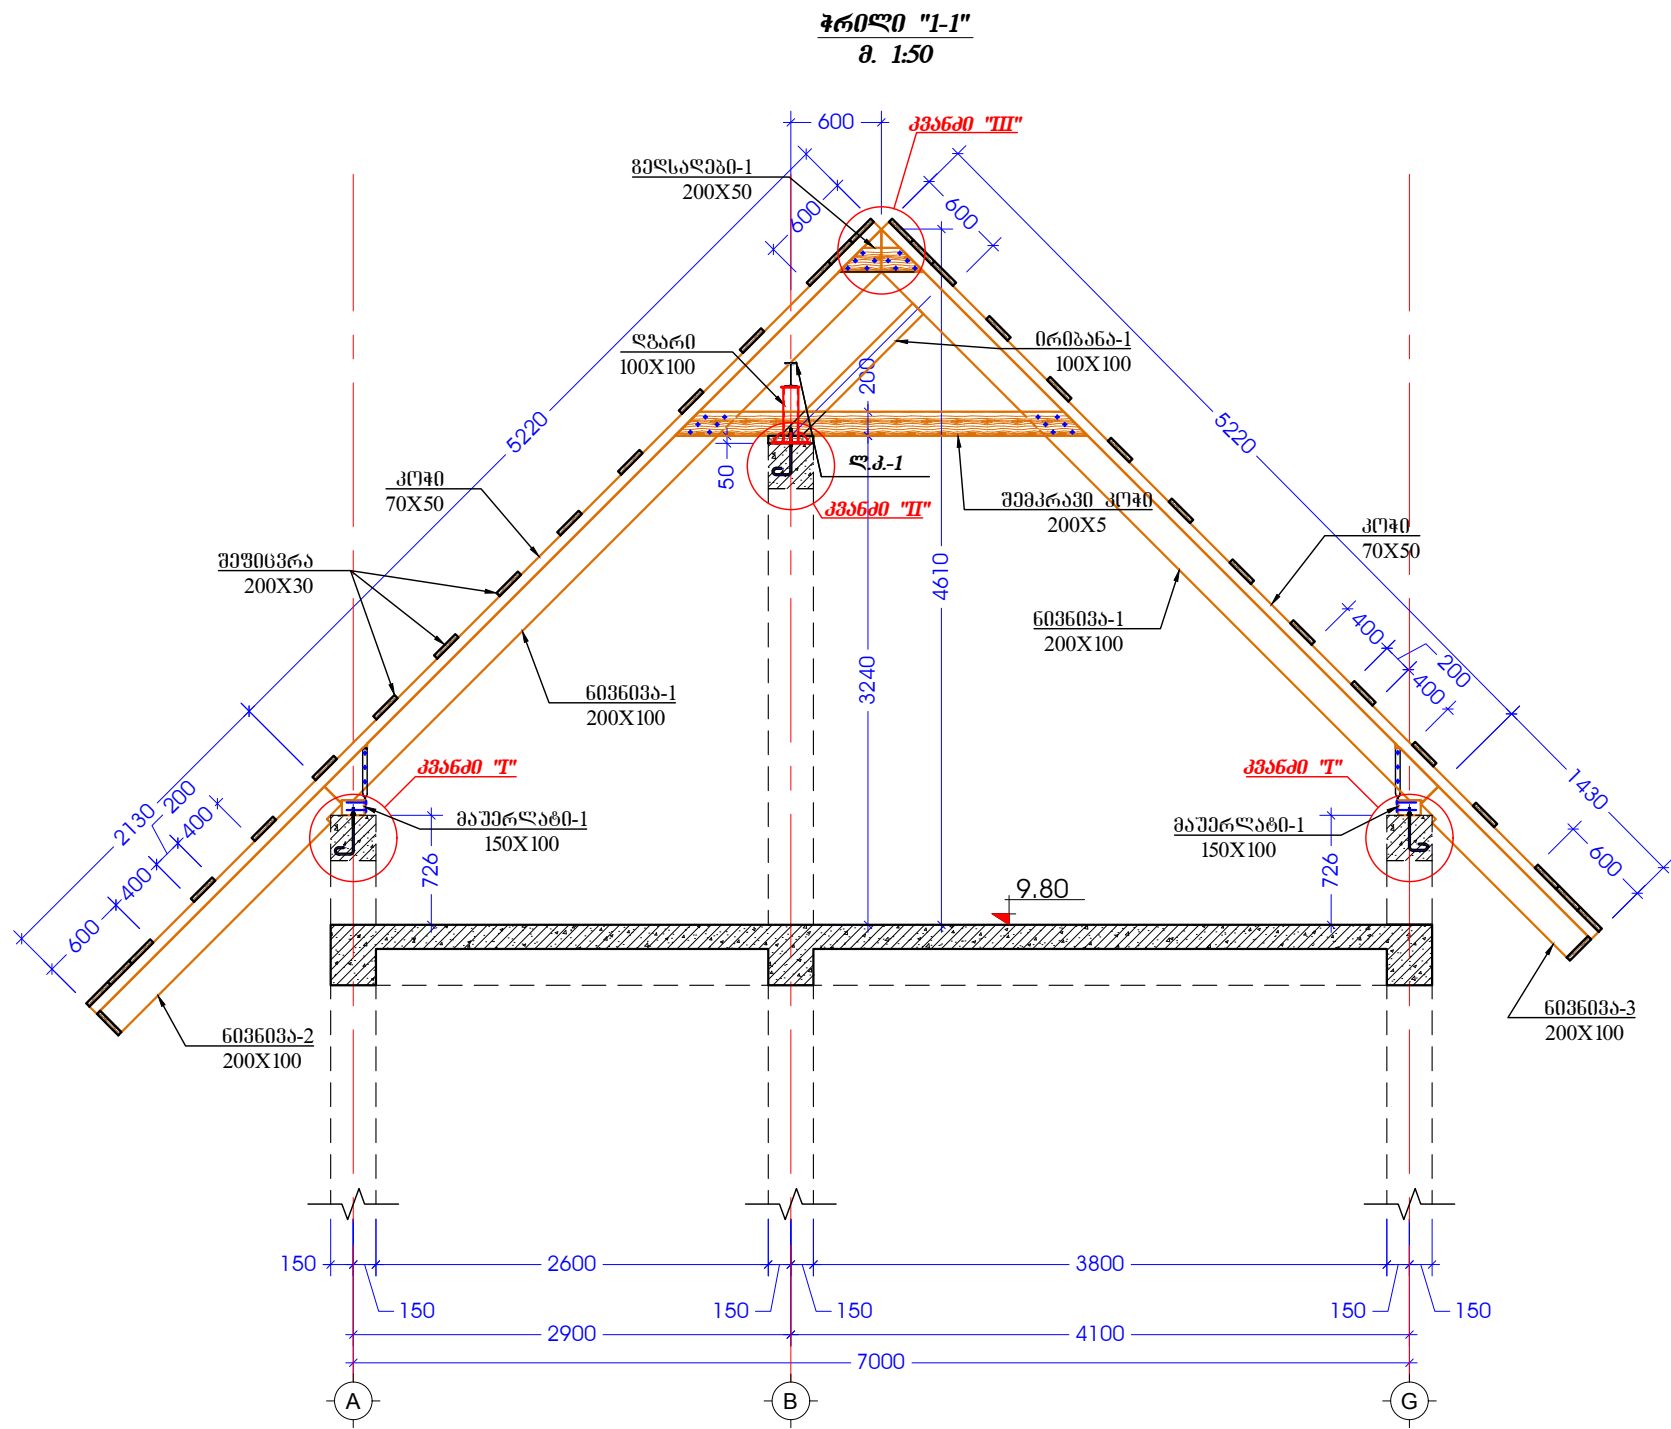 ჭრილი "1-1"
მ. 1:50
600
კვანძი "III"
ზეღსადები-1
200X50
600
600
დგარი
100X100
ირიბანა-1
100X100
200
5220
5220
50
ლ.კ.-1
კვანძი "II"
შემკრავი კოჭი
200X5
კოჭი
70X50
კოჭი
70X50
შეფიცვრა
200X30
4610
ნივნივა-1
200X100
400
200
400
3240
ნივნივა-1
200X100
კვანძი "I"
კვანძი "I"
2130
200
400
400
600
მაუერლატი-1
150X100
726
მაუერლატი-1
150X100
726
1430
600
9.80
ნივნივა-2
200X100
ნივნივა-3
200X100
150
2600
3800
150
150
150
150
150
2900
4100
7000
A
B
G